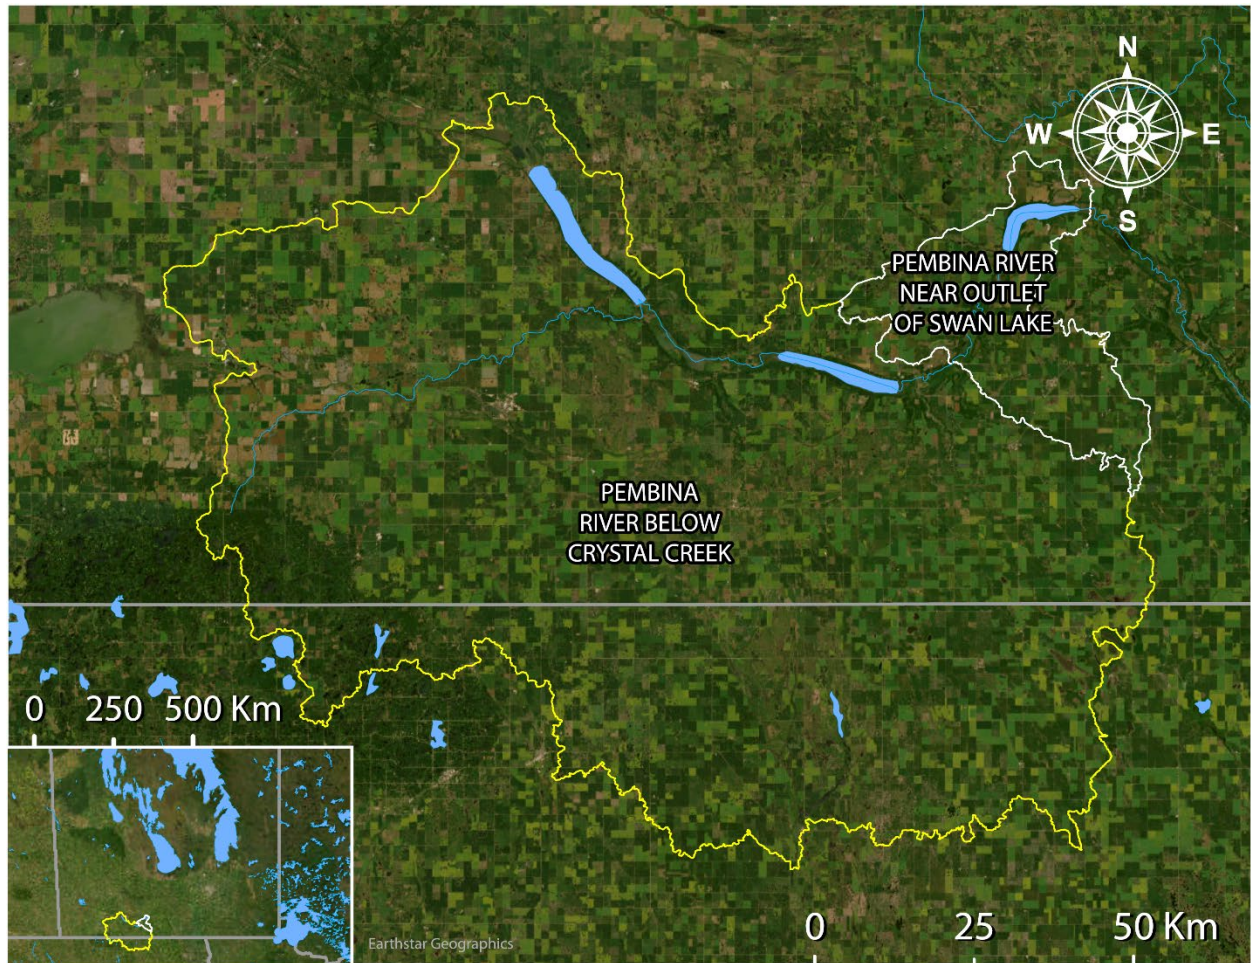 N
W E
S
PEMBINA RIVER
NEAR OUTLET
OF SWAN LAKE
PEMBINA
RIVER BELOW
CRYSTAL CREEK
0 250 500 Km
Earthstar Geographics
0 25 50 Km